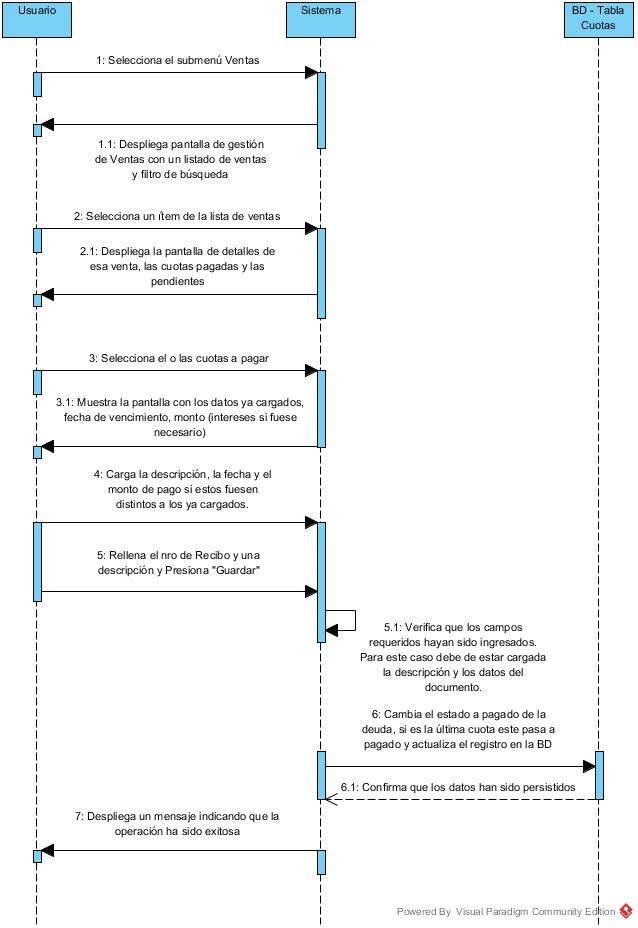 Usuario
Sistema
BD - Tabla
Cuotas
1: Selecciona el submenú Ventas
1.1: Despliega pantalla de gestión
de Ventas con un listado de ventas
y filtro de búsqueda
2: Selecciona un ítem de la lista de ventas
2.1: Despliega la pantalla de detalles de
esa venta, las cuotas pagadas y las
pendientes
3: Selecciona el o las cuotas a pagar
3.1: Muestra la pantalla con los datos ya cargados,
fecha de vencimiento, monto (intereses si fuese
necesario)
4: Carga la descripción, la fecha y el
monto de pago si estos fuesen
distintos a los ya cargados.
5: Rellena el nro de Recibo y una
descripción y Presiona "Guardar"
5.1: Verifica que los campos
requeridos hayan sido ingresados.
Para este caso debe de estar cargada
la descripción y los datos del
documento.
6: Cambia el estado a pagado de la
deuda, si es la última cuota este pasa a
pagado y actualiza el registro en la BD
6.1: Confirma que los datos han sido persistidos
7: Despliega un mensaje indicando que la
operación ha sido exitosa
Powered By Visual Paradigm Community Edition